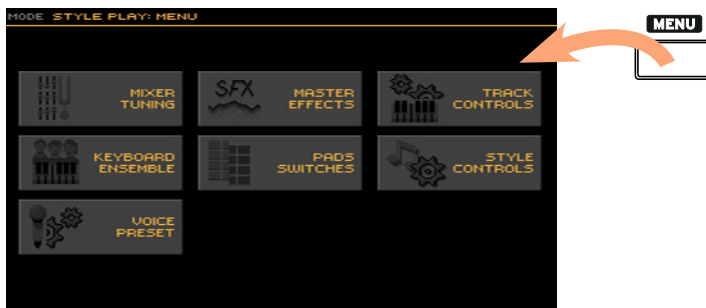 MODE STYLE PLAY: MENU
MENU
MIXER
TUNING
SFX
MASTER
EFFECTS
TRACK
CONTROLS
KEYBOARD
ENSEMBLE
PADS
SWITCHES
STYLE
CONTROLS
VOICE
PRESET